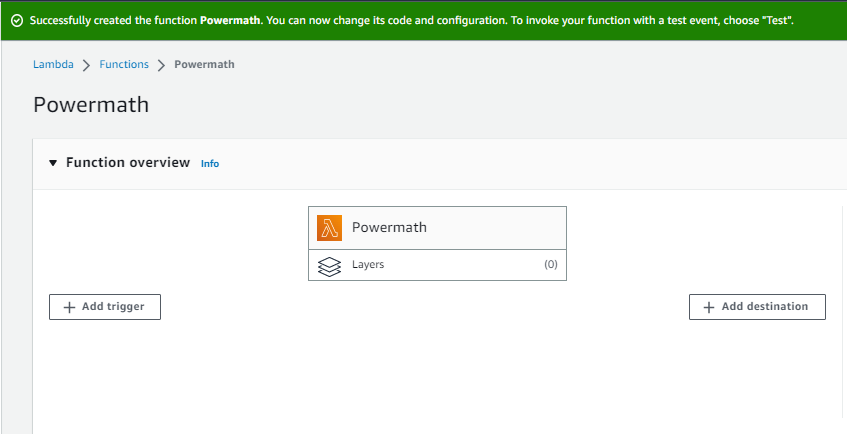 Successfully created the function Powermath. You can now change its code and configuration. To invoke your function with a test event, choose "Test".
Lambda > Functions > Powermath
Powermath
Function overview Info
Powermath
Layers (0)
+ Add trigger
+ Add destination